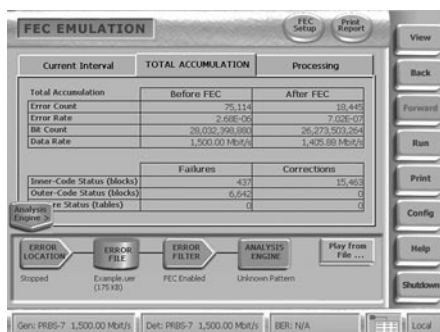 FEC EMULATION
FEC Setup
Print Report
View
Current Interval
TOTAL ACCUMULATION
Processing
Back
Total Accumulation Before FEC After FEC
Error Count 75,114 18,445
Error Rate 2.68E-06 7.02E-07
Bit Count 28,032,398,880 26,273,503,264
Data Rate 1,500.00 Mbit/s 1,405.88 Mbit/s
Forward
Run
Failures Corrections
Inner-Code Status (blocks) 437 15,463
Outer-Code Status (blocks) 6,642 0
re Status (tables) 0 0
Print
Analysis Engine >
Config
ERROR LOCATION
ERROR FILE
ERROR FILTER
ANALYSIS ENGINE
Play from File ...
Help
Stopped
Example.uer (175 KB)
FEC Enabled
Unknown Pattern
Shutdown
Gen: PRBS-7 1,500.00 Mbit/s
Det: PRBS-7 1,500.00 Mbit/s
BER: N/A
Local